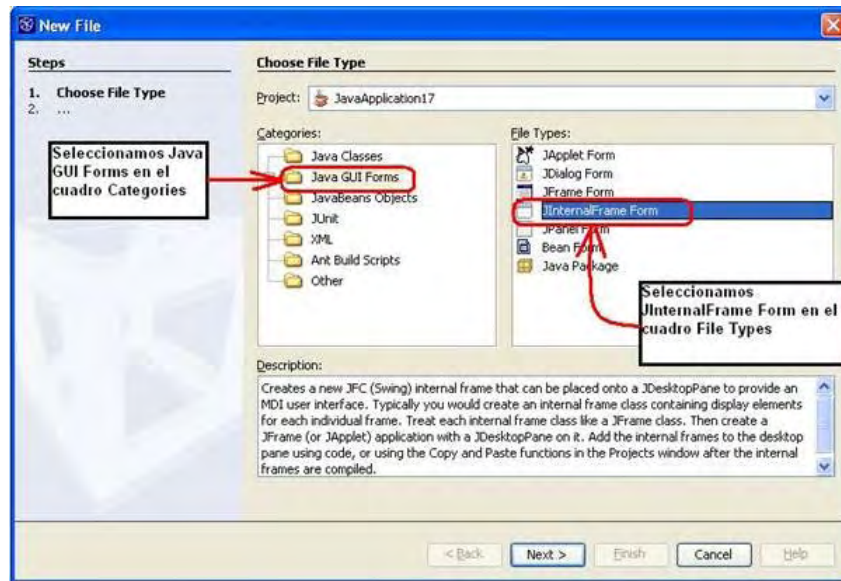 New File
Steps
1. Choose File Type
2. ...
Seleccionamos Java
GUI Forms en el
cuadro Categories
Choose File Type
Project: JavaApplication17
Categories:
Java Classes
Java GUI Forms
JavaBeans Objects
JUnit
XML
Ant Build Scripts
Other
File Types:
JApplet Form
JDialog Form
JFrame Form
JInternalFrame Form
JPanel Form
Bean Form
Java Package
Seleccionamos
JInternalFrame Form en el
cuadro File Types
Description:
Creates a new JFC (Swing) internal frame that can be placed onto a JDesktopPane to provide an
MDI user interface. Typically you would create an internal frame class containing display elements
for each individual frame. Treat each internal frame class like a JFrame class. Then create a
JFrame (or JApplet) application with a JDesktopPane on it. Add the internal frames to the desktop
pane using code, or using the Copy and Paste functions in the Projects window after the internal
frames are compiled.
< Back
Next >
Finish
Cancel
Help